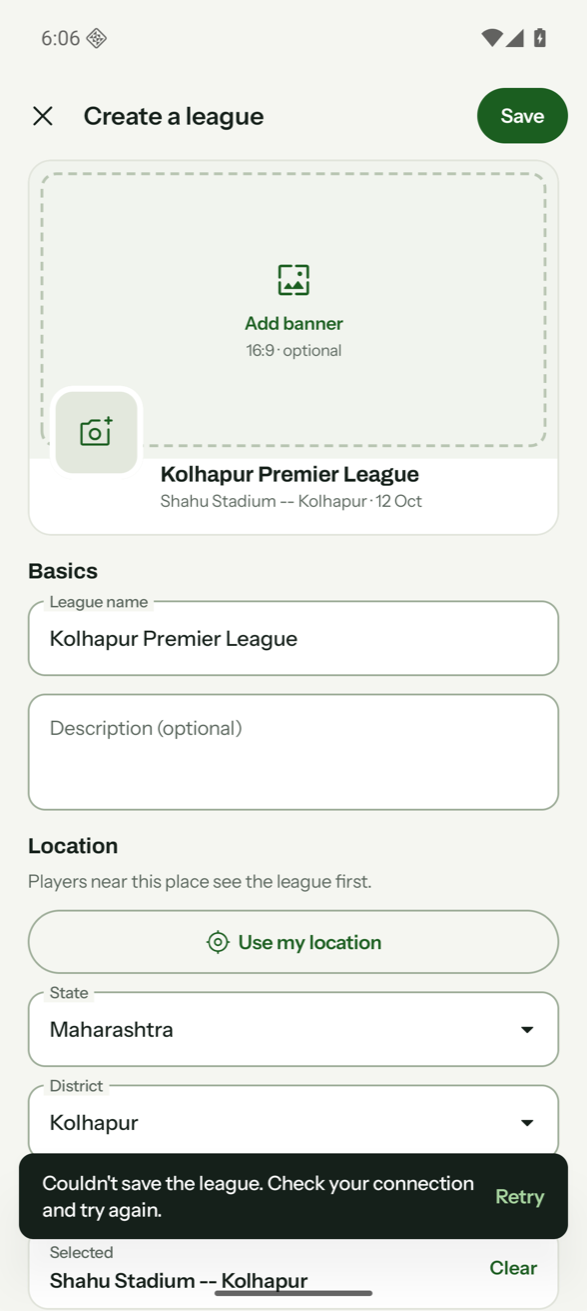 6:06
Create a league
Save
Add banner
16:9 · optional
Kolhapur Premier League
Shahu Stadium -- Kolhapur · 12 Oct
Basics
League name
Kolhapur Premier League
Description (optional)
Location
Players near this place see the league first.
Use my location
State
Maharashtra
District
Kolhapur
Couldn't save the league. Check your connection
and try again.
Retry
Selected
Shahu Stadium -- Kolhapur
Clear